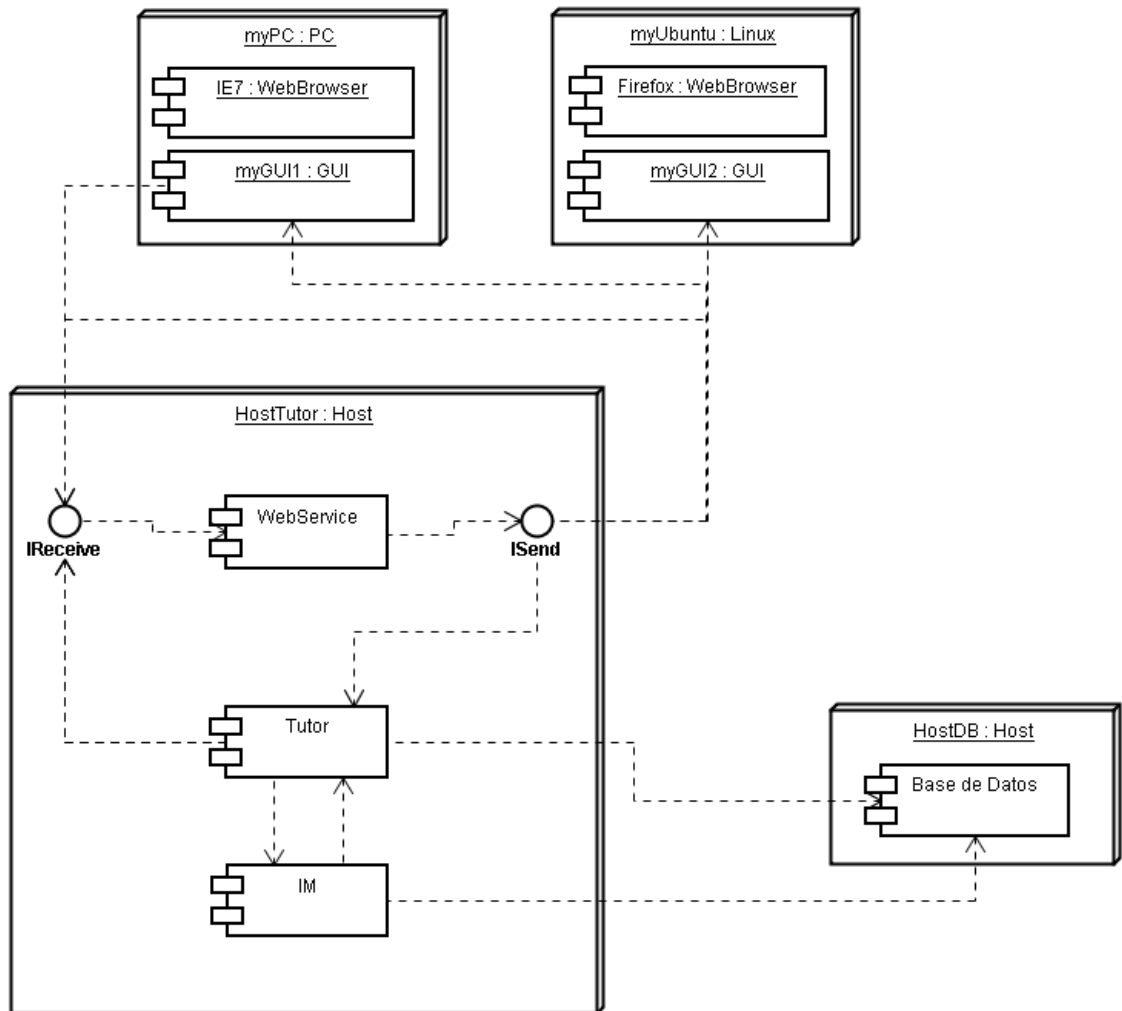 myPC : PC
myUbuntu : Linux
IE7 : WebBrowser
Firefox : WebBrowser
myGUI1 : GUI
myGUI2 : GUI
HostTutor : Host
WebService
IReceive
ISend
Tutor
HostDB : Host
Base de Datos
IM